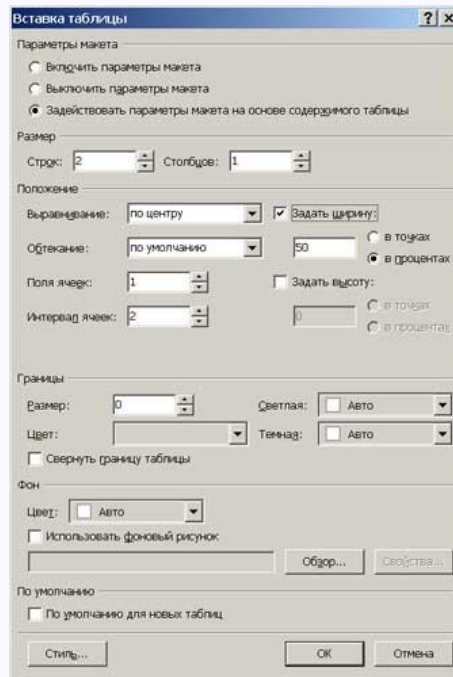 Вставка таблицы
Параметры макета
Включить параметры макета
Выключить параметры макета
Задействовать параметры макета на основе содержимого таблицы
Размер
Строк: 2 Столбцов: 1
Положение
Выравнивание: по центру Задать ширину:
Обтекание: по умолчанию 50 в точках
в процентах
Поля ячеек: 1 Задать высоту:
Интервал ячеек: 2 0 в точках
в процентах
Границы
Размер: 0 Светлая: Авто
Цвет: Темная: Авто
Свернуть границу таблицы
Фон
Цвет: Авто
Использовать фоновый рисунок
Обзор... Свойства...
По умолчанию
По умолчанию для новых таблиц
Стиль... ОК Отмена